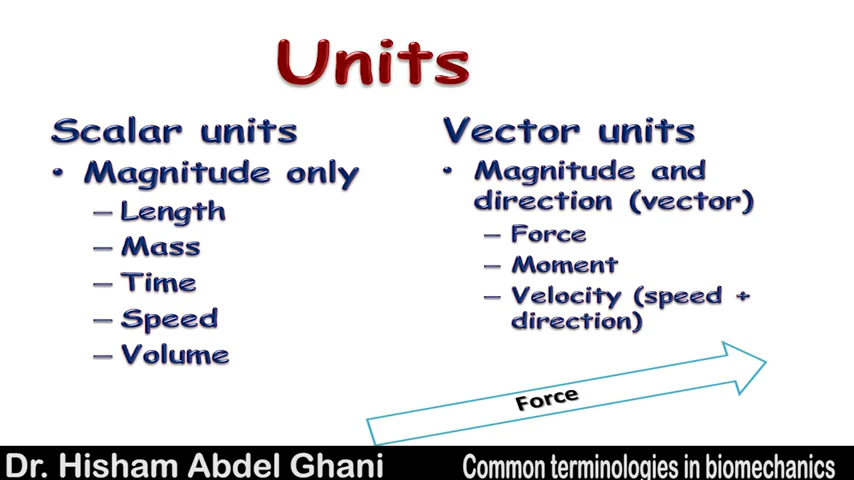 Units
Scalar units
• Magnitude only
– Length
– Mass
– Time
– Speed
– Volume
Vector units
• Magnitude and
direction (vector)
– Force
– Moment
– Velocity (speed +
direction)
Force
Dr. Hisham Abdel Ghani
Common terminologies in biomechanics